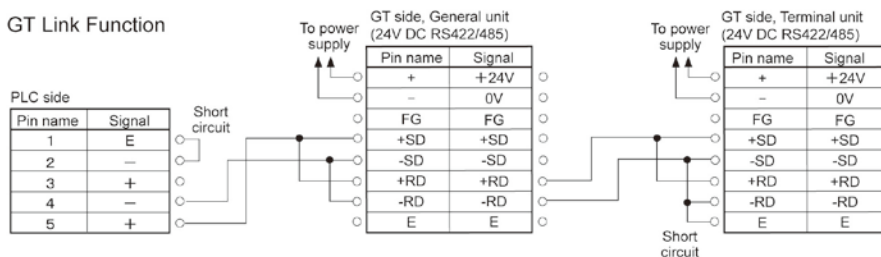 GT Link Function
PLC side
Pin name Signal
1 E
2 −
3 +
4 −
5 +
Short
circuit
To power
supply
GT side, General unit
(24V DC RS422/485)
Pin name Signal
+ +24V
− 0V
FG FG
+SD +SD
-SD -SD
+RD +RD
-RD -RD
E E
To power
supply
GT side, Terminal unit
(24V DC RS422/485)
Pin name Signal
+ +24V
− 0V
FG FG
+SD +SD
-SD -SD
+RD +RD
-RD -RD
E E
Short
circuit